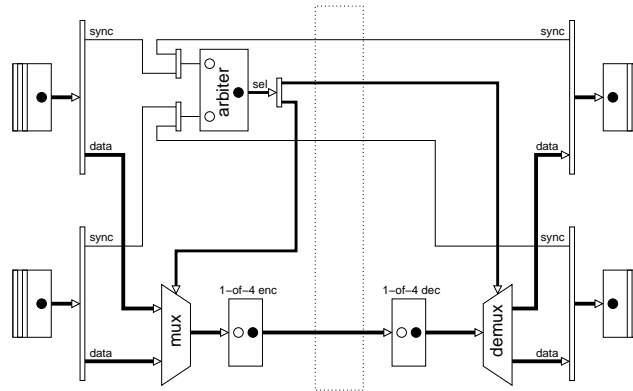 sync
sync
arbiter
sel
data
data
sync
sync
1-of-4 enc
1-of-4 dec
mux
demux
data
data